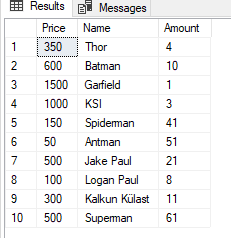 Results Messages
Price Name Amount
1 350 Thor 4
2 600 Batman 10
3 1500 Garfield 1
4 1000 KSI 3
5 150 Spiderman 41
6 50 Antman 51
7 500 Jake Paul 21
8 100 Logan Paul 8
9 300 Kalkun Külast 11
10 500 Superman 61